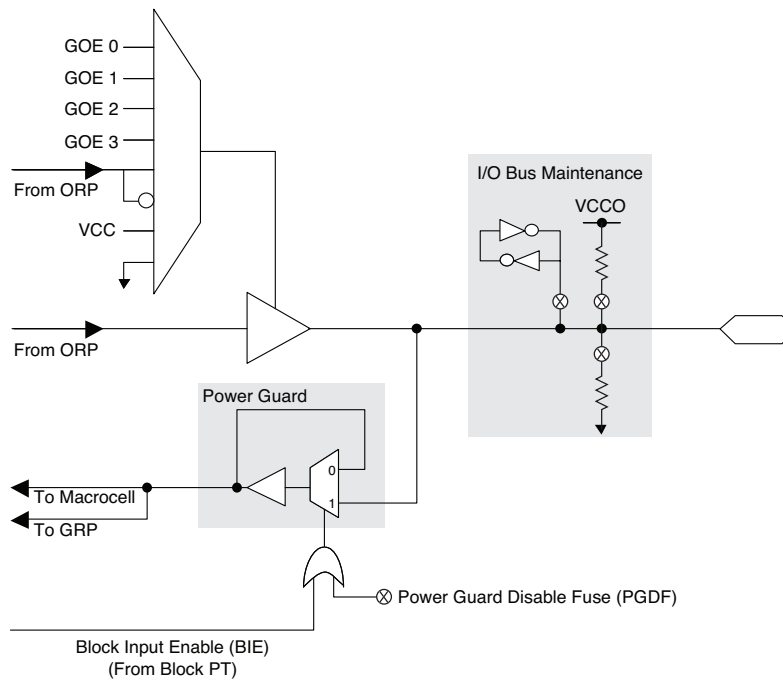 GOE 0
GOE 1
GOE 2
GOE 3
From ORP
VCC
From ORP
I/O Bus Maintenance
VCCO
Power Guard
0
1
To Macrocell
To GRP
Power Guard Disable Fuse (PGDF)
Block Input Enable (BIE)
(From Block PT)